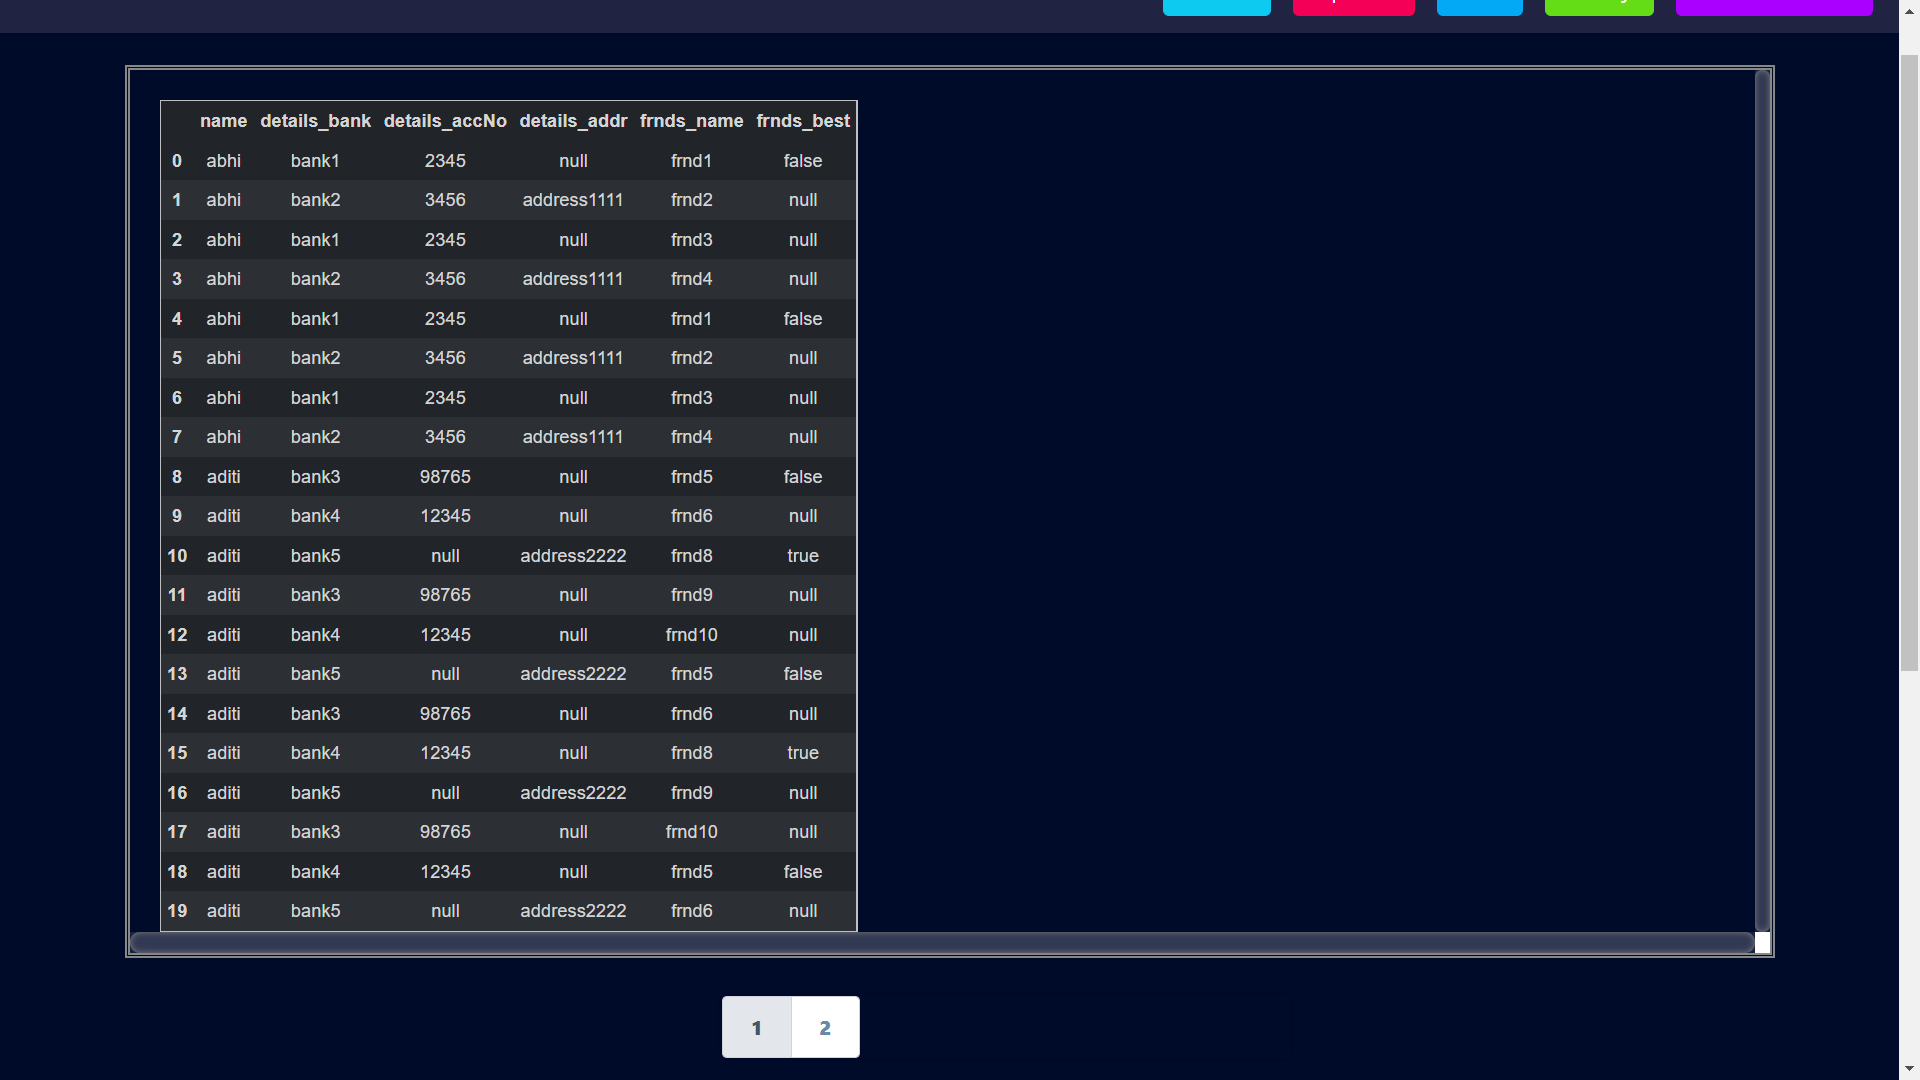 name details_bank details_accNo details_addr frnds_name frnds_best
0 abhi bank1 2345 null frnd1 false
1 abhi bank2 3456 address1111 frnd2 null
2 abhi bank1 2345 null frnd3 null
3 abhi bank2 3456 address1111 frnd4 null
4 abhi bank1 2345 null frnd1 false
5 abhi bank2 3456 address1111 frnd2 null
6 abhi bank1 2345 null frnd3 null
7 abhi bank2 3456 address1111 frnd4 null
8 aditi bank3 98765 null frnd5 false
9 aditi bank4 12345 null frnd6 null
10 aditi bank5 null address2222 frnd8 true
11 aditi bank3 98765 null frnd9 null
12 aditi bank4 12345 null frnd10 null
13 aditi bank5 null address2222 frnd5 false
14 aditi bank3 98765 null frnd6 null
15 aditi bank4 12345 null frnd8 true
16 aditi bank5 null address2222 frnd9 null
17 aditi bank3 98765 null frnd10 null
18 aditi bank4 12345 null frnd5 false
19 aditi bank5 null address2222 frnd6 null
1 2